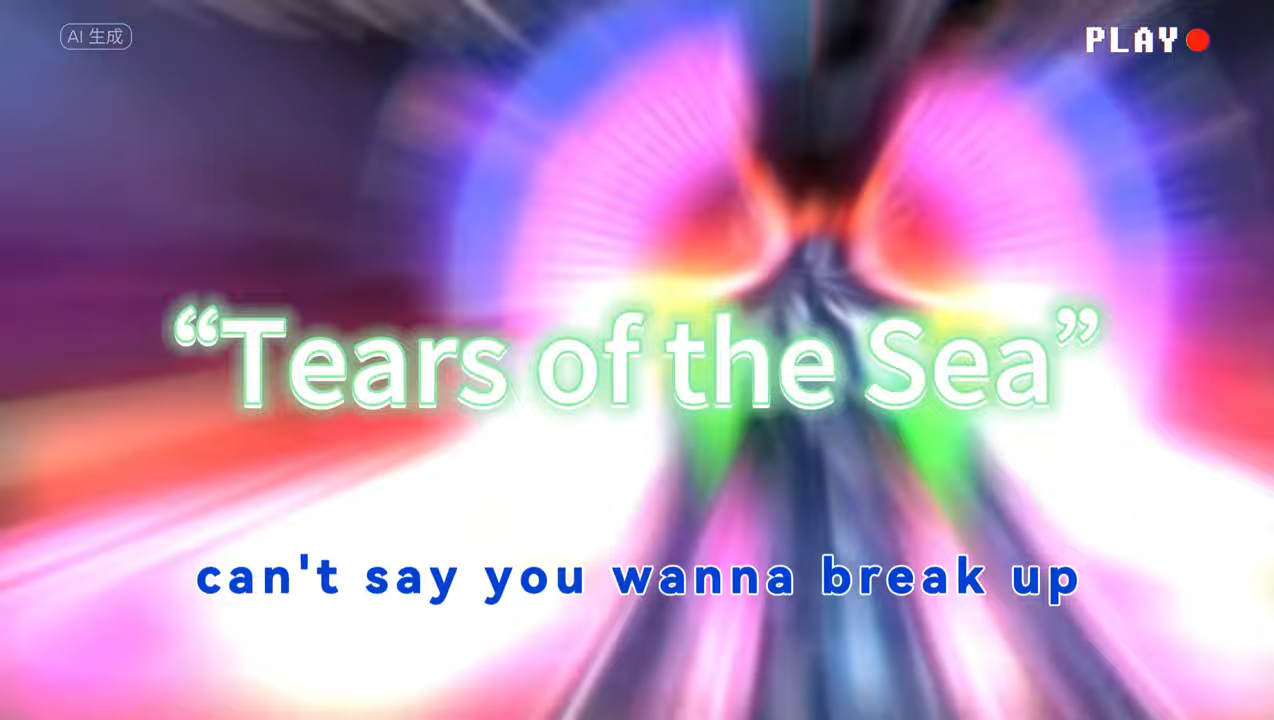 AI 生成
PLAY
“Tears of the Sea”
can't say you wanna break up